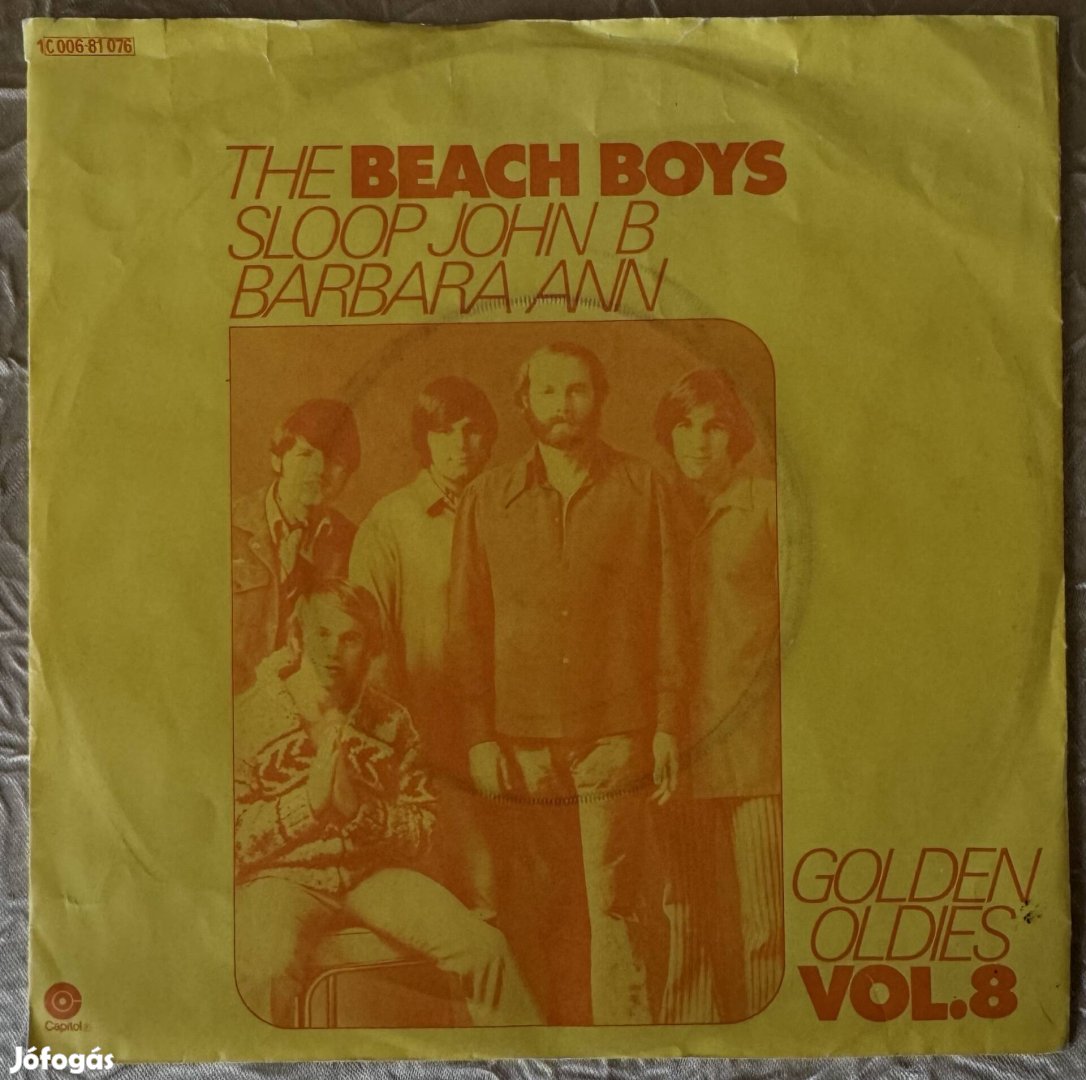 1C 006-81 076
THE BEACH BOYS
SLOOP JOHN B
BARBARA ANN
GOLDEN
OLDIES
VOL.8
Capitol
Jófogás